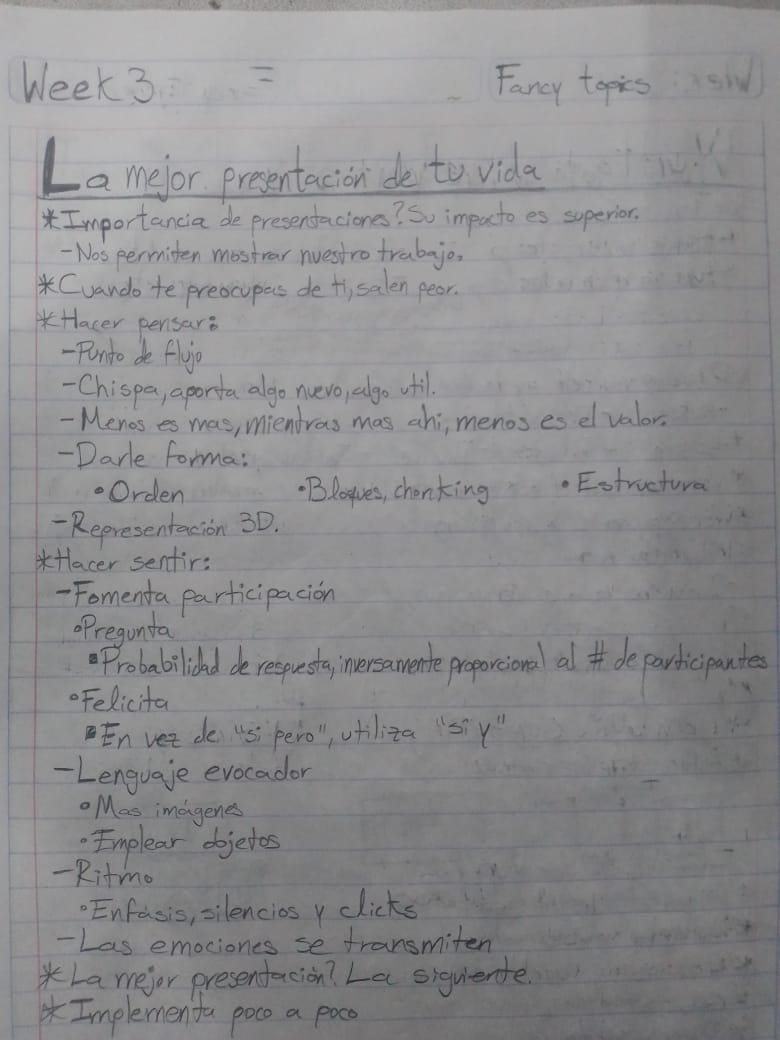 Week 3 = Fancy topics
La mejor presentación de tu vida
*Importancia de presentaciones? Su impacto es superior.
-Nos permiten mostrar nuestro trabajo.
*Cuando te preocupas de ti, salen peor.
*Hacer pensar:
-Punto de flujo
-Chispa, aporta algo nuevo, algo util.
-Menos es mas, mientras mas ahi, menos es el valor.
-Darle forma:
•Orden •Bloques, chonking •Estructura
-Representación 3D.
*Hacer sentir:
-Fomenta participación
•Pregunta
▪Probabilidad de respuesta, inversamente proporcional al # de participantes
•Felicita
▪En vez de "si pero", utiliza "si y"
-Lenguaje evocador
•Mas imágenes
•Emplear objetos
-Ritmo
•Enfásis, silencios y clicks
-Las emociones se transmiten
*La mejor presentación? La siguiente.
*Implementa poco a poco